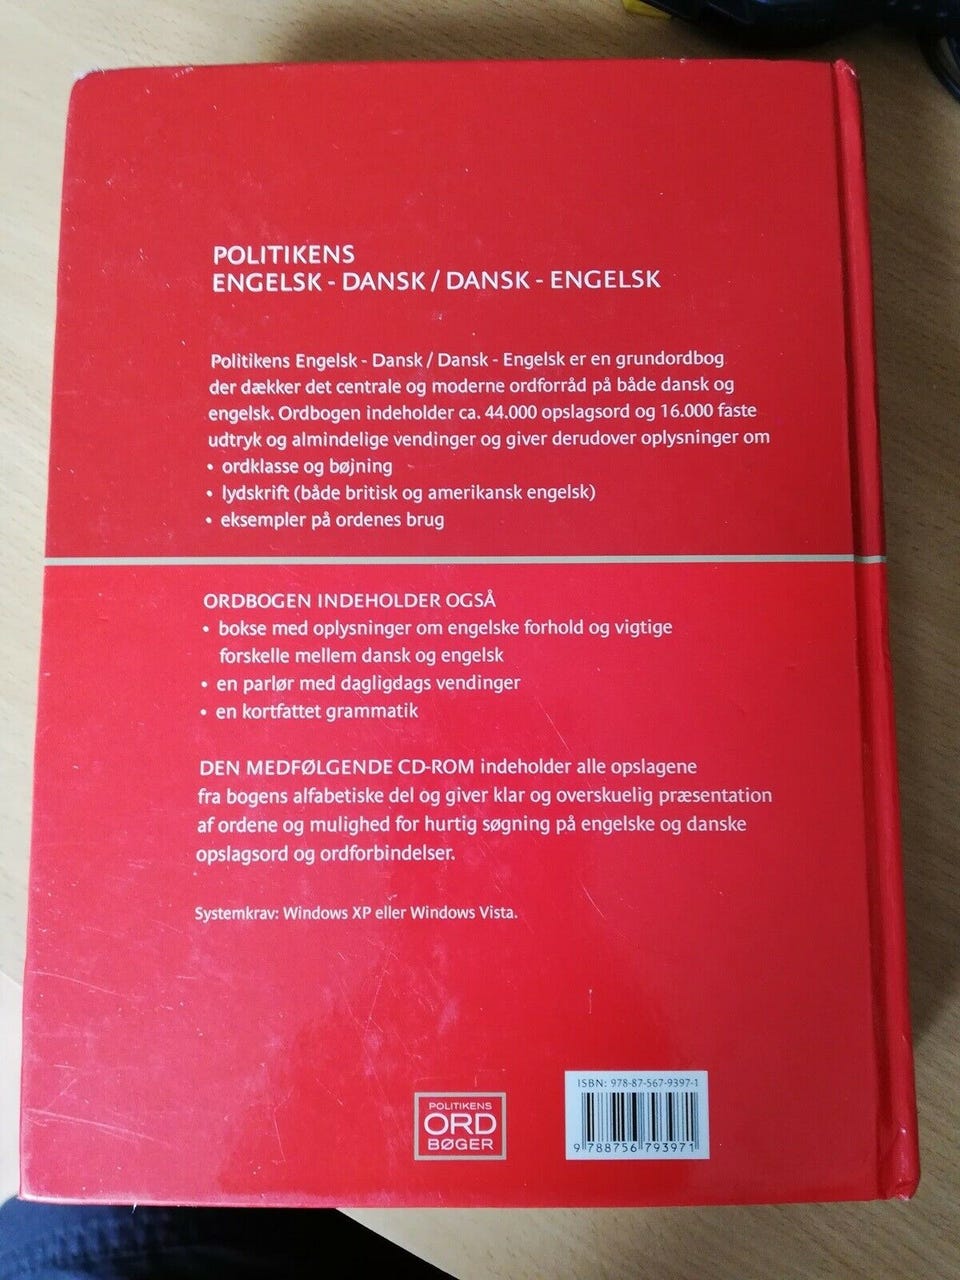 POLITIKENS
ENGELSK - DANSK / DANSK - ENGELSK
Politikens Engelsk - Dansk / Dansk - Engelsk er en grundordbog
der dækker det centrale og moderne ordforråd på både dansk og
engelsk. Ordbogen indeholder ca. 44.000 opslagsord og 16.000 faste
udtryk og almindelige vendinger og giver derudover oplysninger om
• ordklasse og bøjning
• lydskrift (både britisk og amerikansk engelsk)
• eksempler på ordenes brug
ORDBOGEN INDEHOLDER OGSÅ
• bokse med oplysninger om engelske forhold og vigtige
forskelle mellem dansk og engelsk
• en parlør med dagligdags vendinger
• en kortfattet grammatik
DEN MEDFØLGENDE CD-ROM indeholder alle opslagene
fra bogens alfabetiske del og giver klar og overskuelig præsentation
af ordene og mulighed for hurtig søgning på engelske og danske
opslagsord og ordforbindelser.
Systemkrav: Windows XP eller Windows Vista.
POLITIKENS
ORD
BØGER
ISBN: 978-87-567-9397-1
9 788756 793971